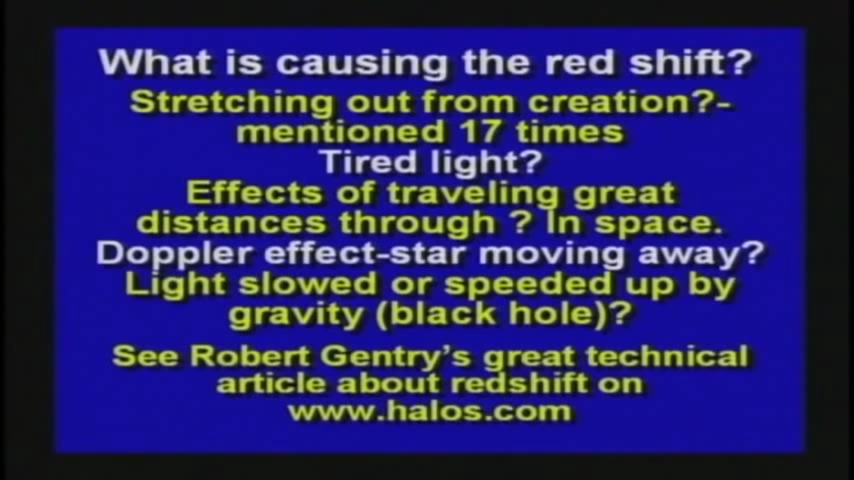 What is causing the red shift?
Stretching out from creation?-
mentioned 17 times
Tired light?
Effects of traveling great
distances through ? In space.
Doppler effect-star moving away?
Light slowed or speeded up by
gravity (black hole)?
See Robert Gentry's great technical
article about redshift on
www.halos.com